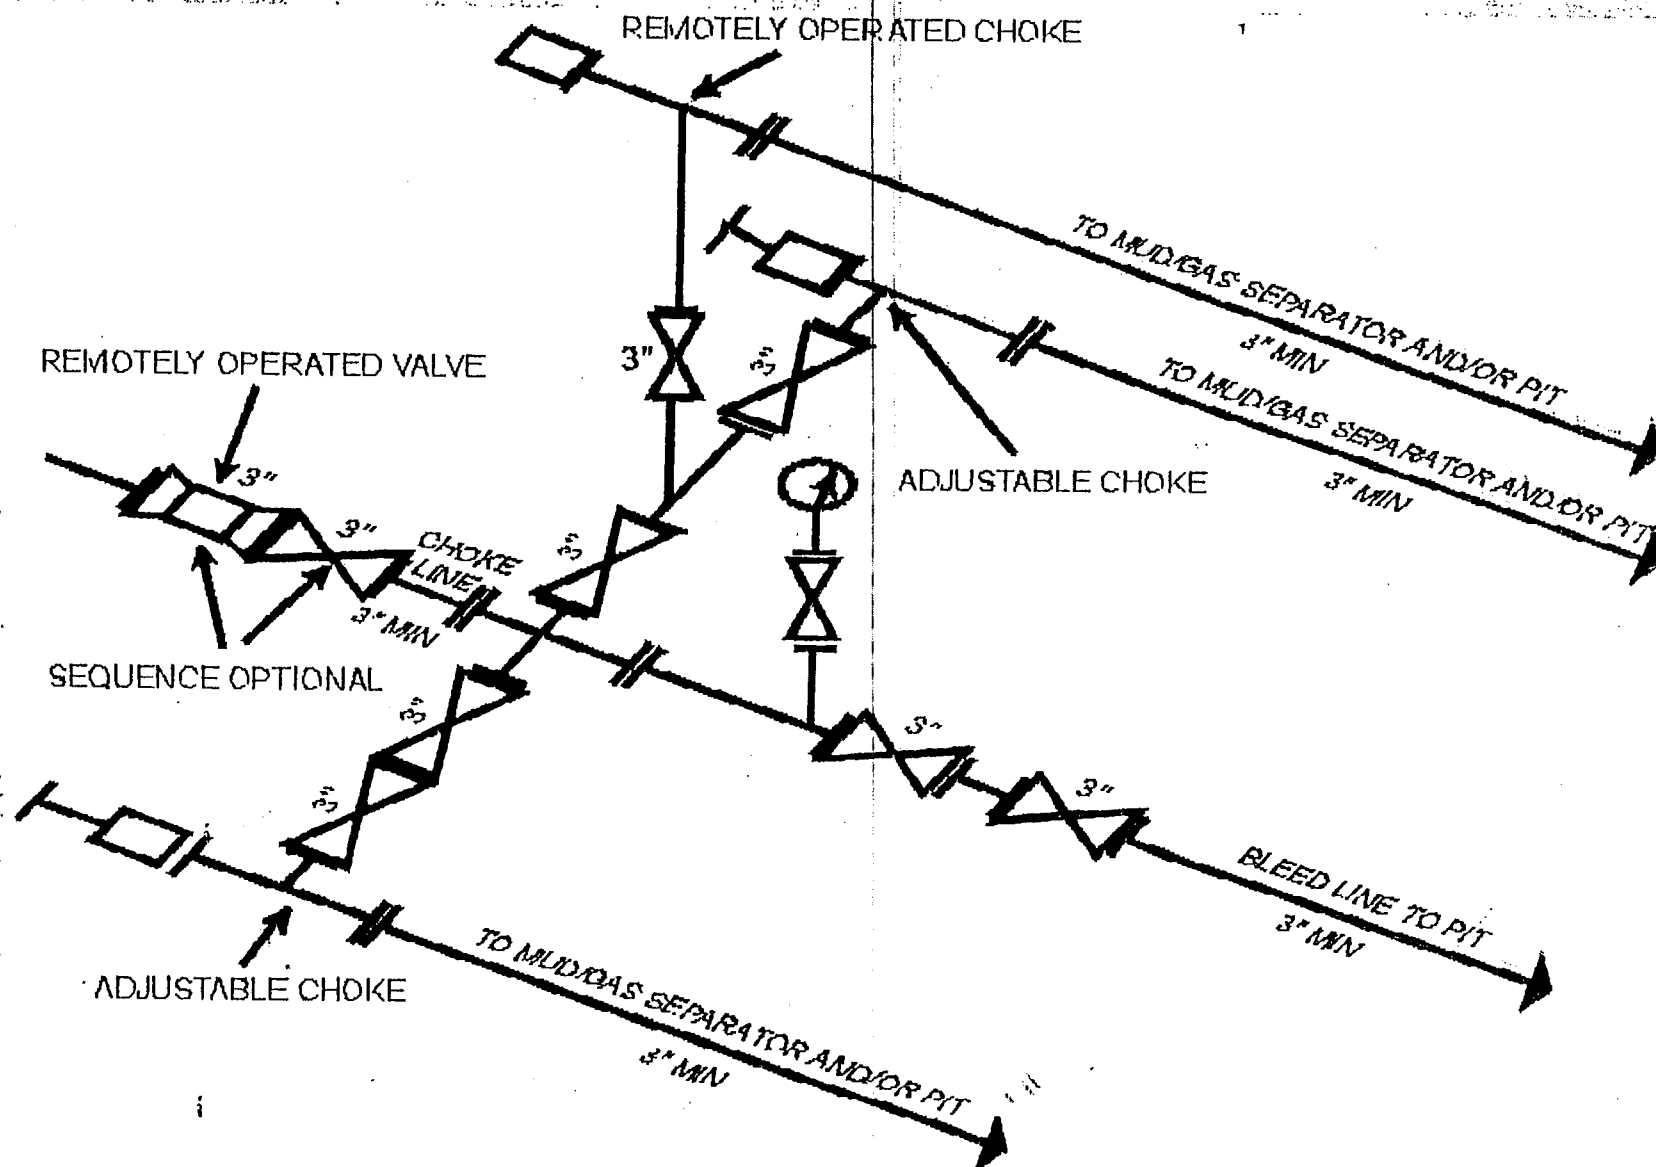 REMOTELY OPERATED CHOKE
TO MUD/GAS SEPARATOR AND/OR PIT
3" MIN
TO MUD/GAS SEPARATOR AND/OR PIT
3" MIN
3"
3"
REMOTELY OPERATED VALVE
ADJUSTABLE CHOKE
3"
3"
CHOKE
LINE
3" MIN
3"
SEQUENCE OPTIONAL
3"
3"
3"
3"
BLEED LINE TO PIT
3" MIN
ADJUSTABLE CHOKE
TO MUD/GAS SEPARATOR AND/OR PIT
3" MIN